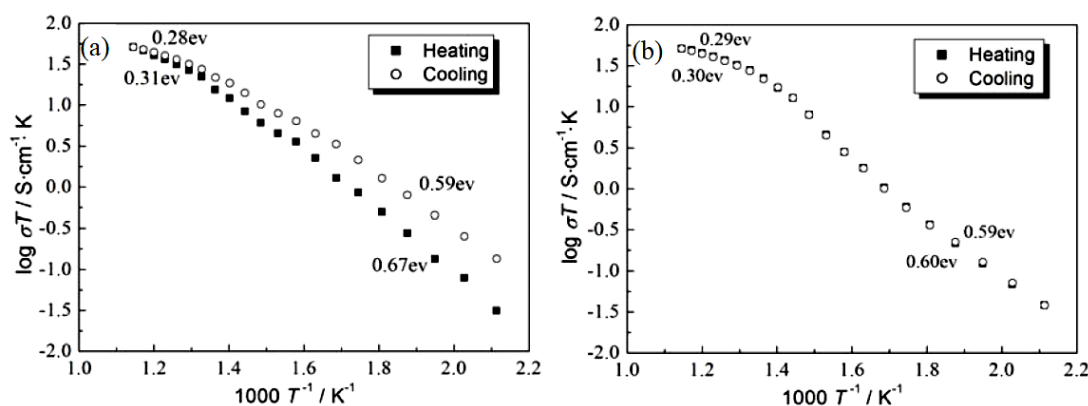 (a)
Heating
Cooling
0.28ev
0.31ev
0.59ev
0.67ev
log σT / S·cm⁻¹ K
2.0
1.5
1.0
0.5
0.0
-0.5
-1.0
-1.5
-2.0
1.0 1.2 1.4 1.6 1.8 2.0 2.2
1000 T⁻¹ / K⁻¹
(b)
Heating
Cooling
0.29ev
0.30ev
0.59ev
0.60ev
log σT / S·cm⁻¹·K
2.0
1.5
1.0
0.5
0.0
-0.5
-1.0
-1.5
-2.0
1.0 1.2 1.4 1.6 1.8 2.0 2.2
1000 T⁻¹ / K⁻¹